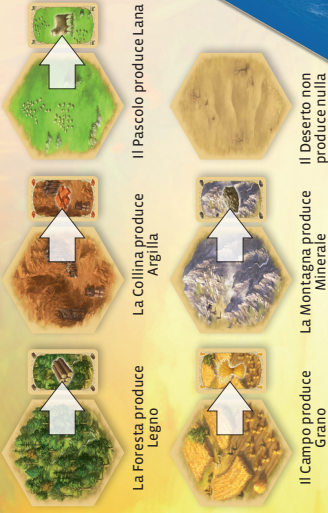 La Foresta produce
Legno
La Collina produce
Argilla
Il Pascolo produce Lana
Il Campo produce
Grano
La Montagna produce
Minerale
Il Deserto non
produce nulla